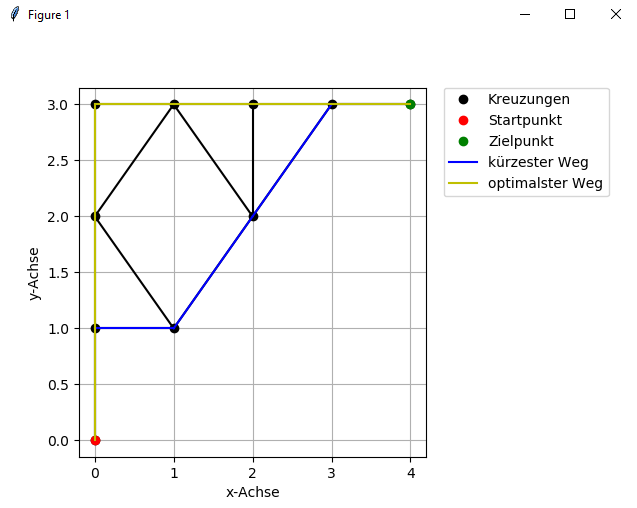 Figure 1
Kreuzungen
Startpunkt
Zielpunkt
kürzester Weg
optimalster Weg
3.0
2.5
2.0
1.5
1.0
0.5
0.0
y-Achse
0 1 2 3 4
x-Achse